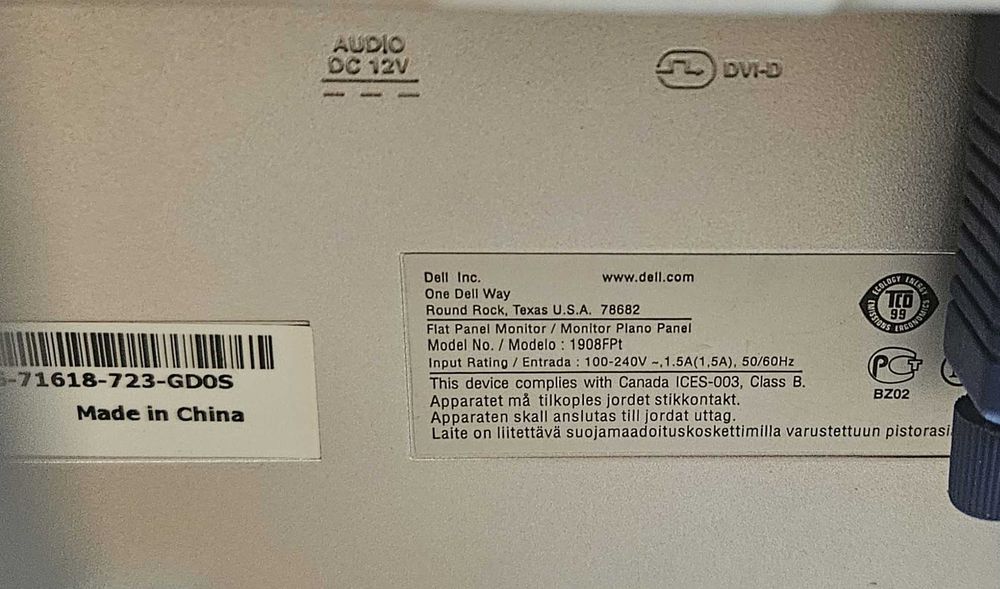 AUDIO
DC 12V
DVI-D
Dell Inc. www.dell.com
One Dell Way
Round Rock, Texas U.S.A. 78682
Flat Panel Monitor / Monitor Plano Panel
Model No. / Modelo : 1908FPt
Input Rating / Entrada : 100-240V ~,1.5A(1,5A), 50/60Hz
This device complies with Canada ICES-003, Class B.
Apparatet må tilkoples jordet stikkontakt.
Apparaten skall anslutas till jordat uttag.
Laite on liitettävä suojamaadoituskoskettimilla varustettuun
ECOLOGY ENERGY
TCO
99
EMISSIONS ERGONOMICS
PCT
BZ02
-71618-723-GD0S
Made in China